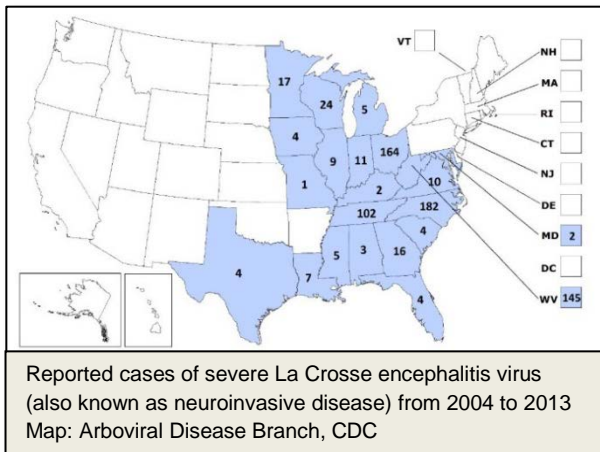 VT
NH
MA
RI
CT
NJ
DE
MD 2
DC
WV 145
17
24
5
4
9
11
164
1
2
10
102
182
4
5
3
16
4
7
4
Reported cases of severe La Crosse encephalitis virus
(also known as neuroinvasive disease) from 2004 to 2013
Map: Arboviral Disease Branch, CDC